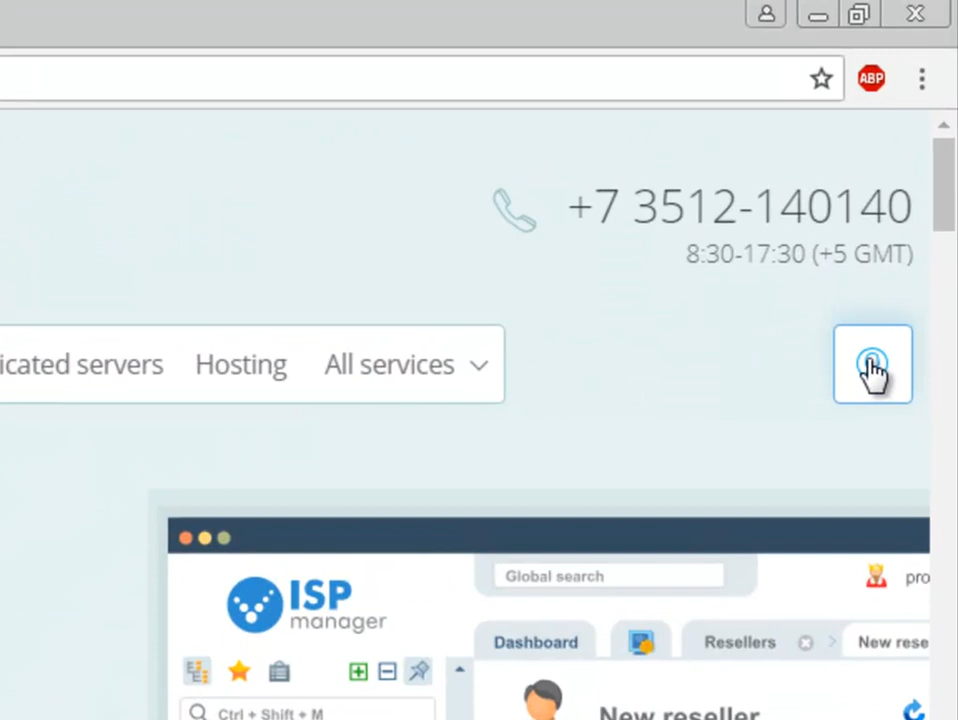 ABP
+7 3512-140140
8:30-17:30 (+5 GMT)
icated servers Hosting All services
ISP
manager
Global search
pro
Dashboard Resellers New rese
Ctrl + Shift + M
New reseller